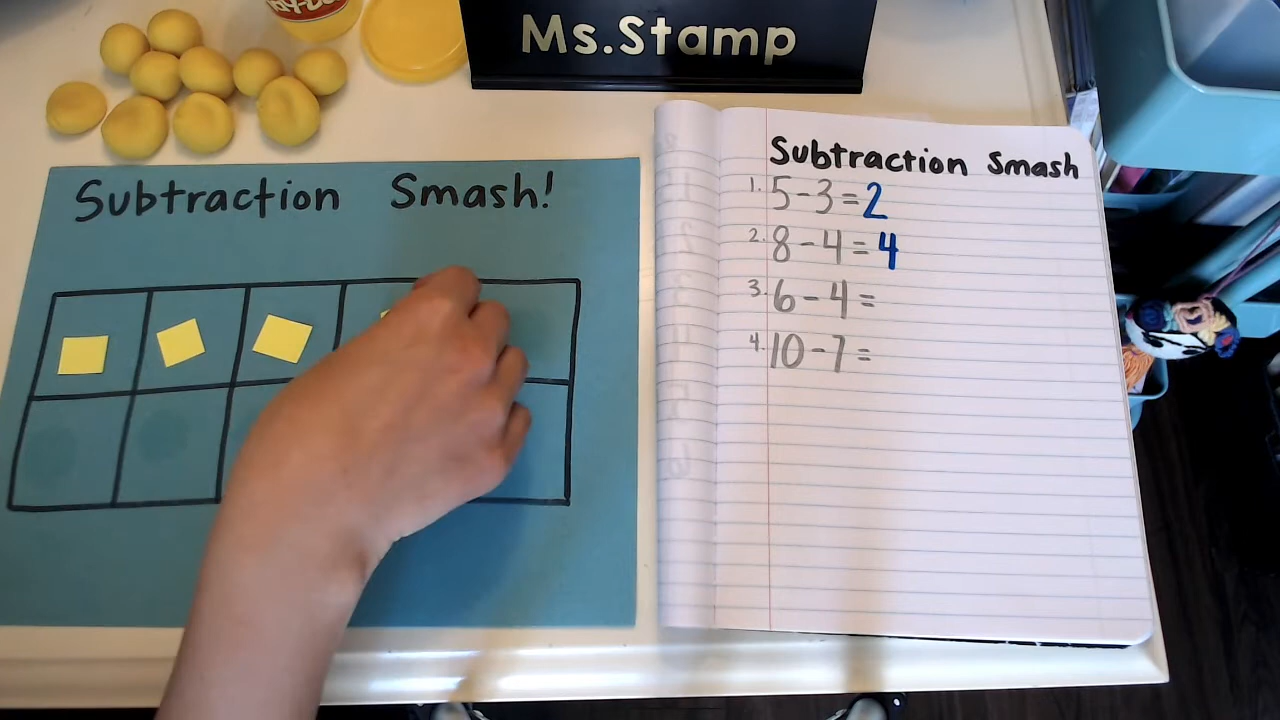 Ms.Stamp
Subtraction Smash!
Subtraction Smash
1. 5-3=2
2. 8-4=4
3. 6-4=
4. 10-7=